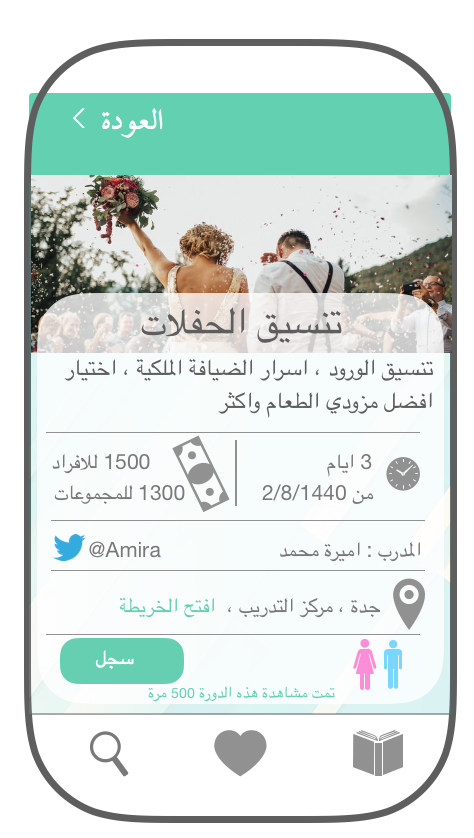 العودة
تنسيق الحفلات
تنسيق الورود ، اسرار الضيافة الملكية ، اختيار
افضل مزودي الطعام واكثر
3 ايام
من 2/8/1440
1500 للافراد
1300 للمجموعات
المدرب : اميرة محمد
@Amira
جدة ، مركز التدريب ، افتح الخريطة
سجل
تمت مشاهدة هذه الدورة 500 مرة